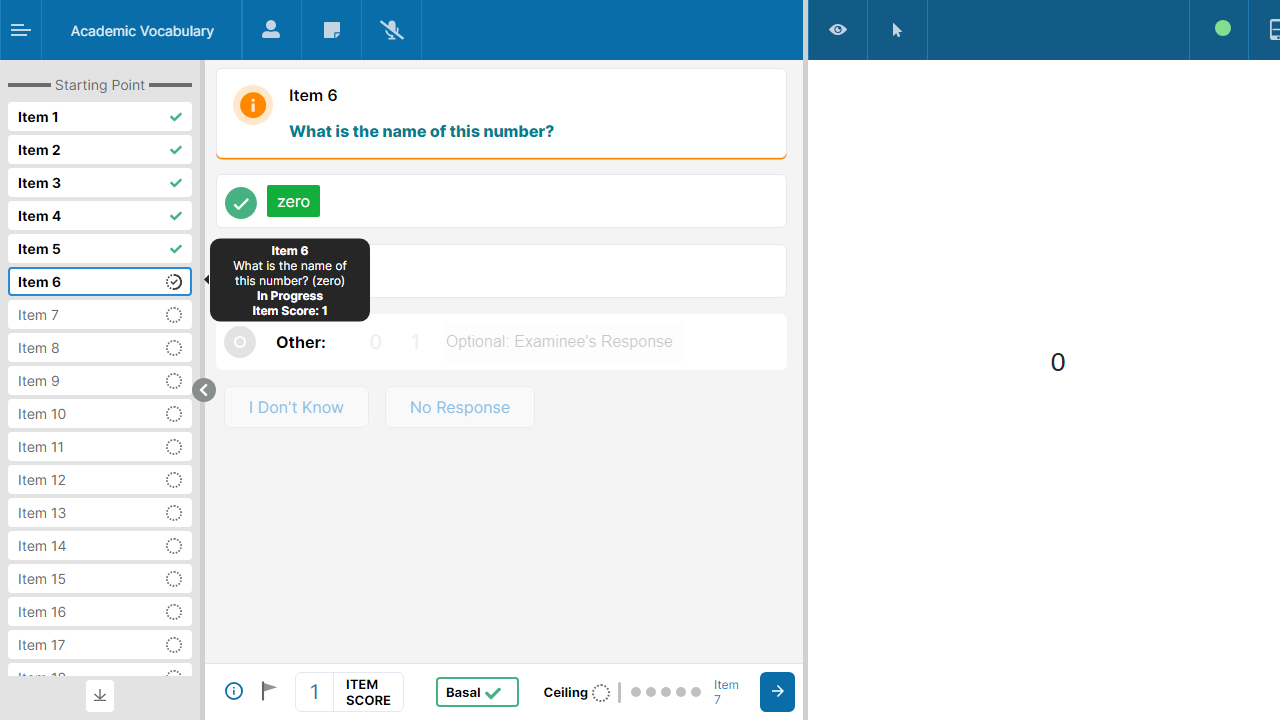 Academic Vocabulary
Starting Point
Item 1
Item 2
Item 3
Item 4
Item 5
Item 6
Item 7
Item 8
Item 9
Item 10
Item 11
Item 12
Item 13
Item 14
Item 15
Item 16
Item 17
Item 18
Item 6
What is the name of this number?
zero
Item 6
What is the name of
this number? (zero)
In Progress
Item Score: 1
Other: 0 1 Optional: Examinee's Response
I Don't Know No Response
1 ITEM
SCORE
Basal
Ceiling
Item
7
0